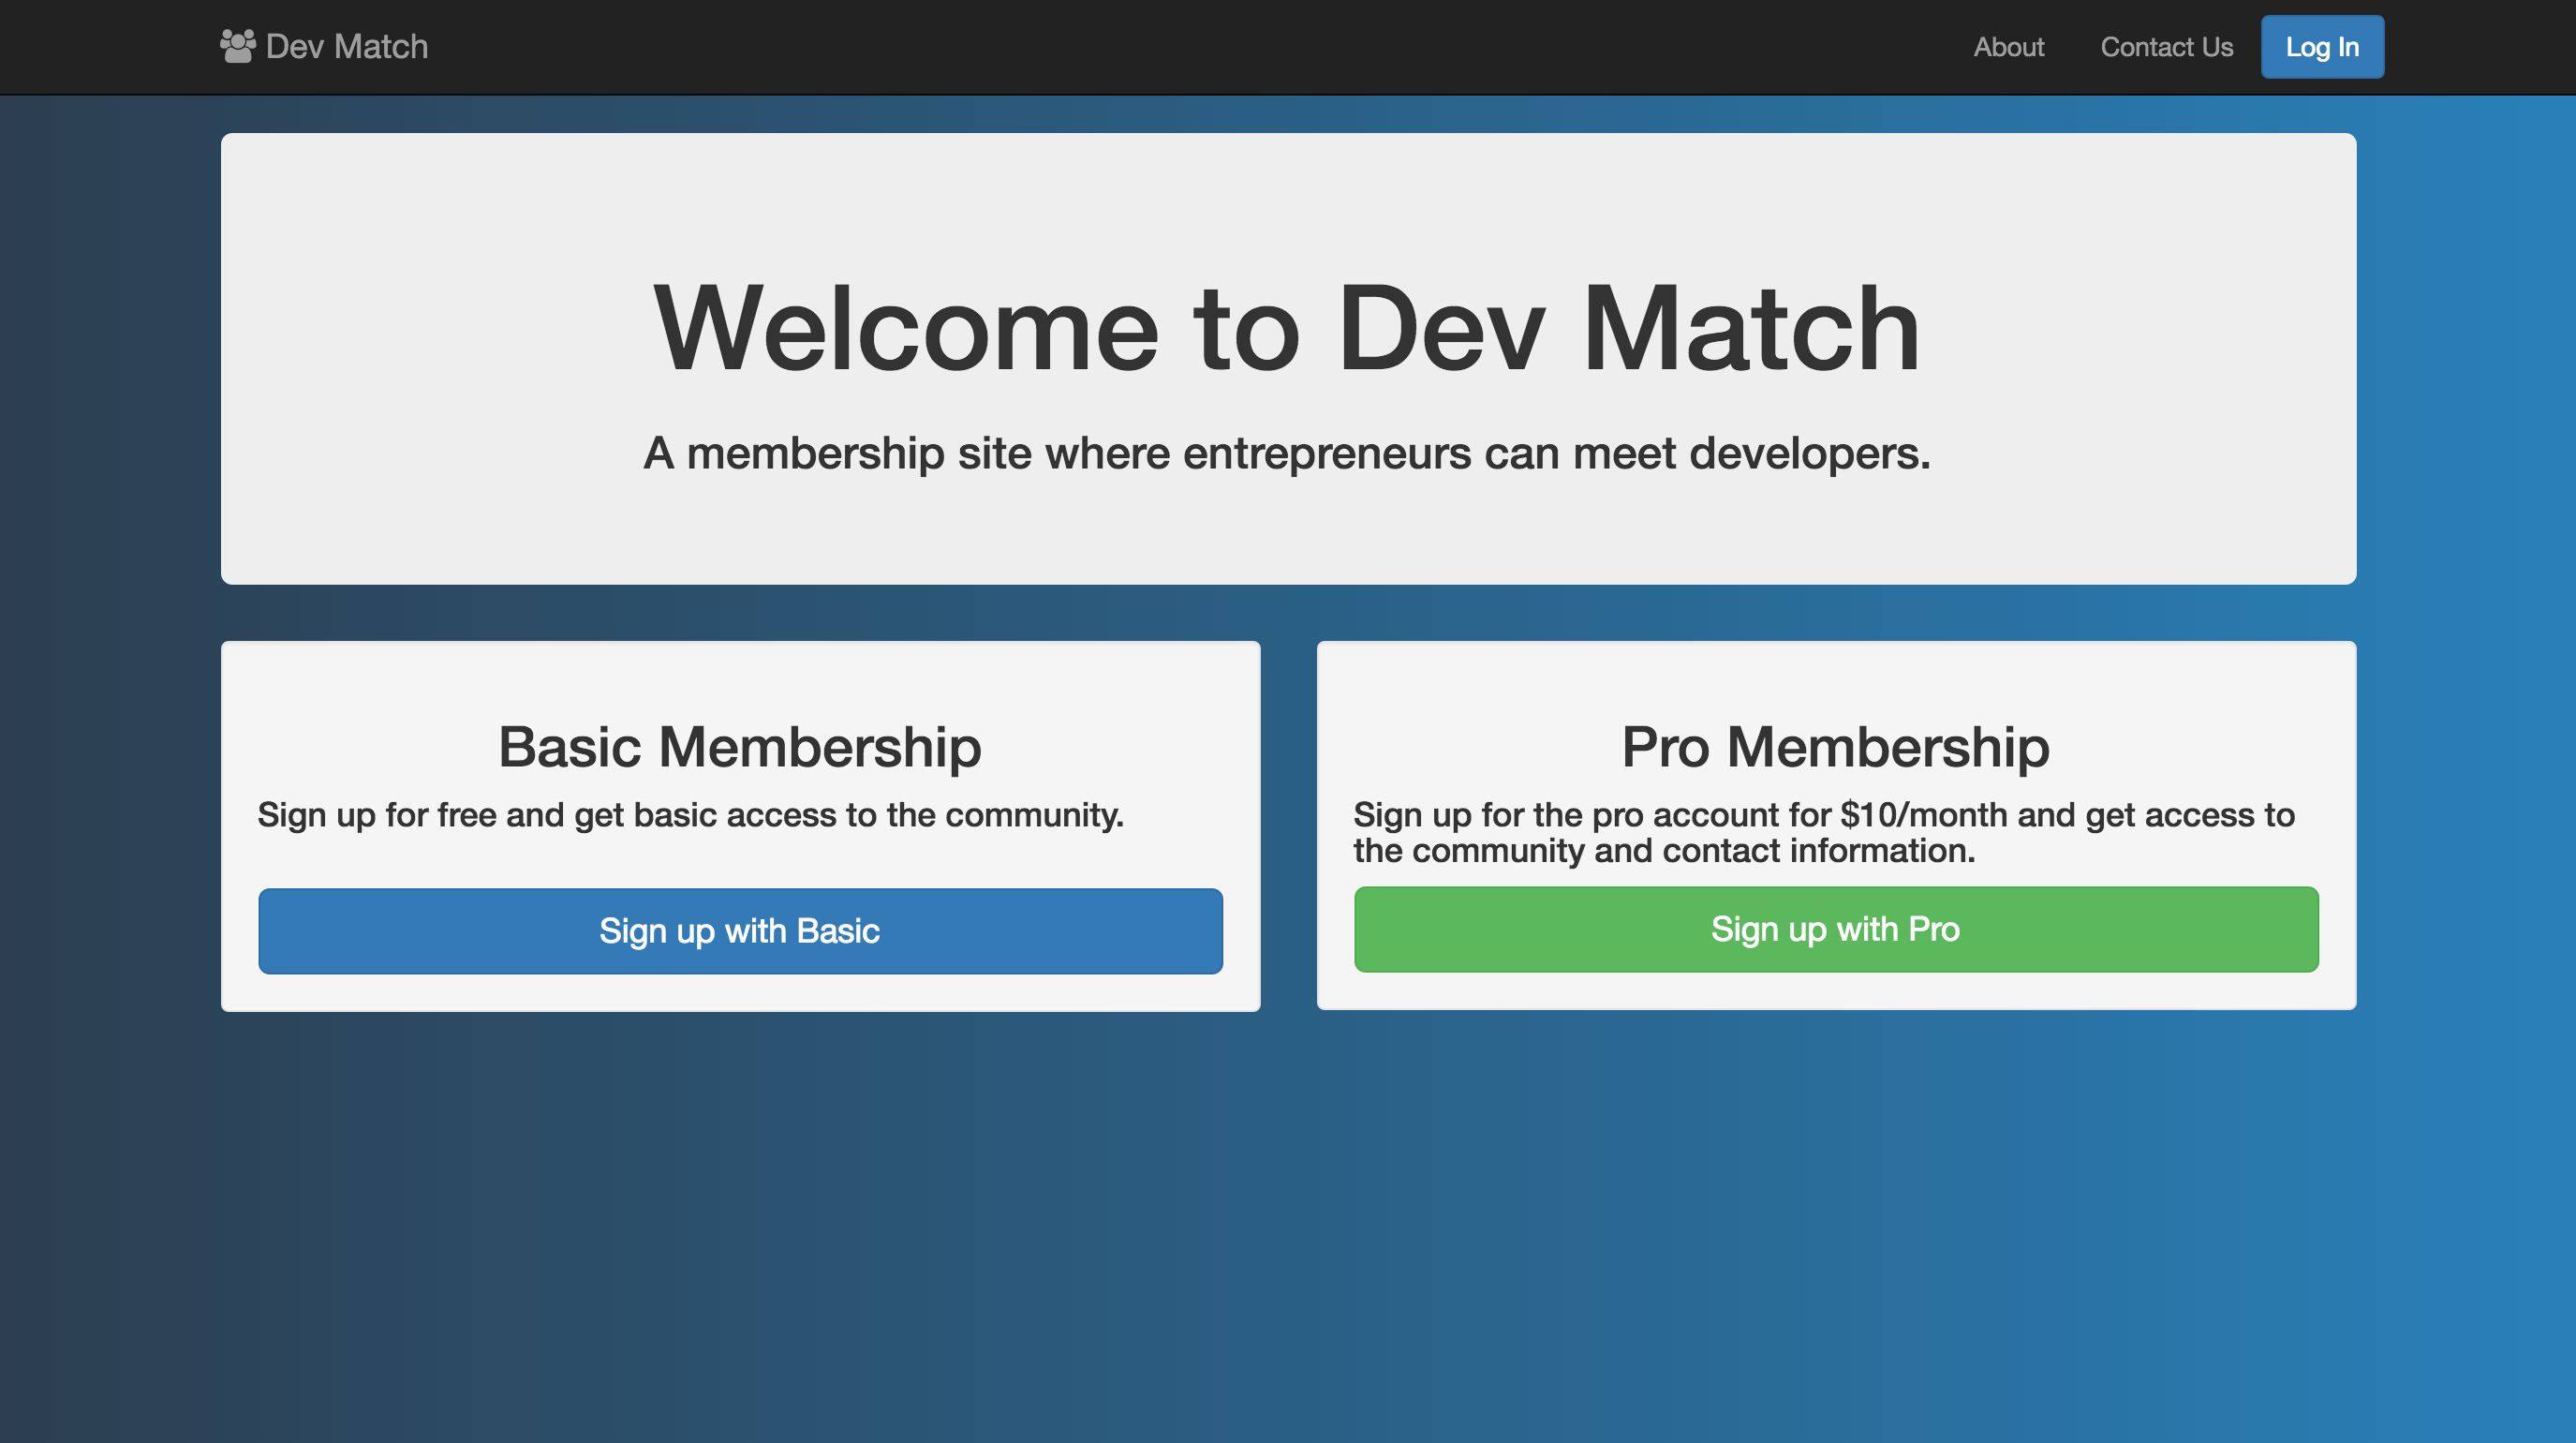 Dev Match
About
Contact Us
Log In
Welcome to Dev Match
A membership site where entrepreneurs can meet developers.
Basic Membership
Sign up for free and get basic access to the community.
Sign up with Basic
Pro Membership
Sign up for the pro account for $10/month and get access to
the community and contact information.
Sign up with Pro